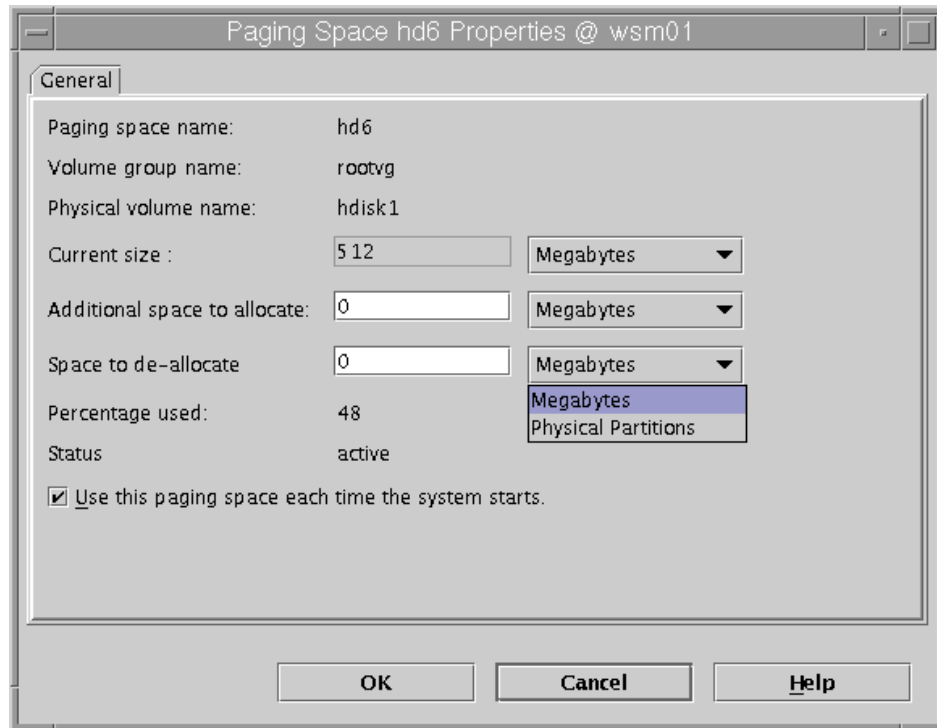 Paging Space hd6 Properties @ wsm01
General
Paging space name: hd6
Volume group name: rootvg
Physical volume name: hdisk1
Current size : 512 Megabytes
Additional space to allocate: 0 Megabytes
Space to de-allocate 0 Megabytes
Megabytes
Percentage used: 48
Physical Partitions
Status active
Use this paging space each time the system starts.
OK Cancel Help